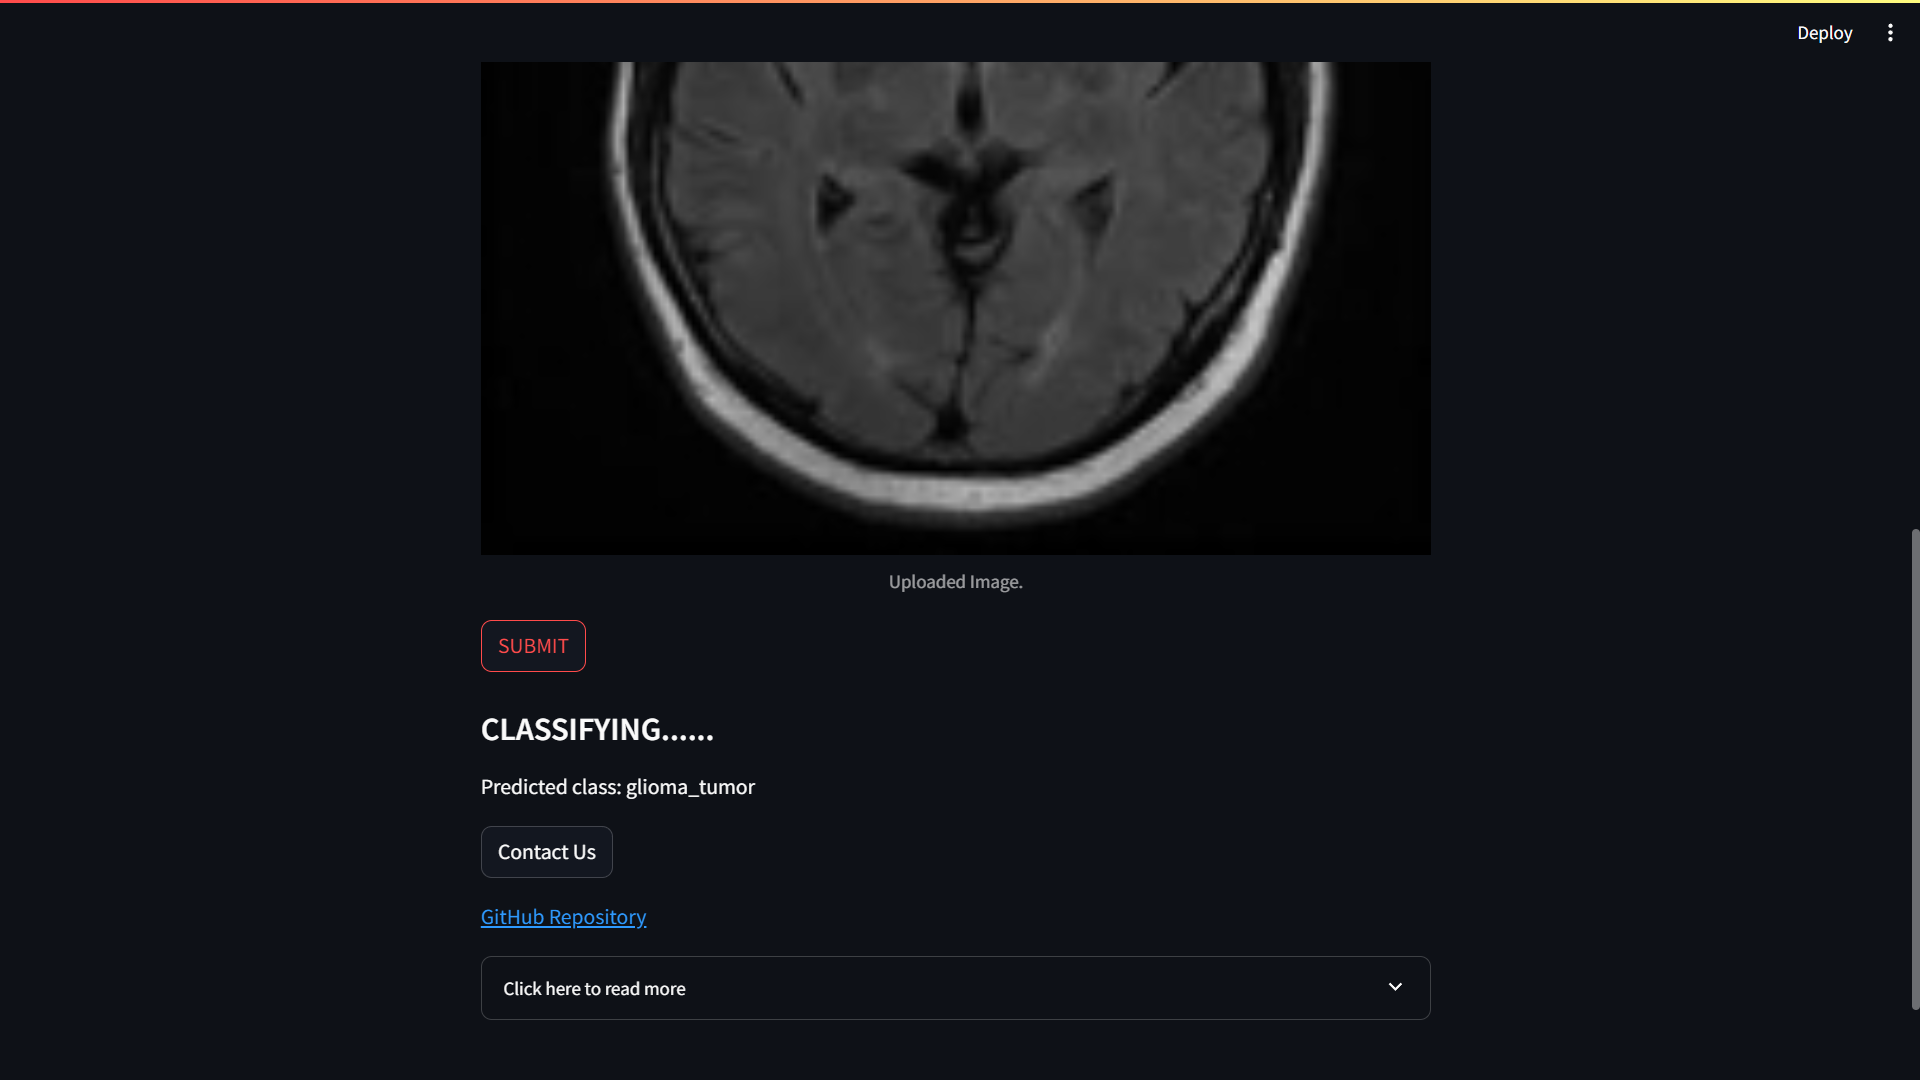 Deploy
Uploaded Image.
SUBMIT
CLASSIFYING......
Predicted class: glioma_tumor
Contact Us
GitHub Repository
Click here to read more